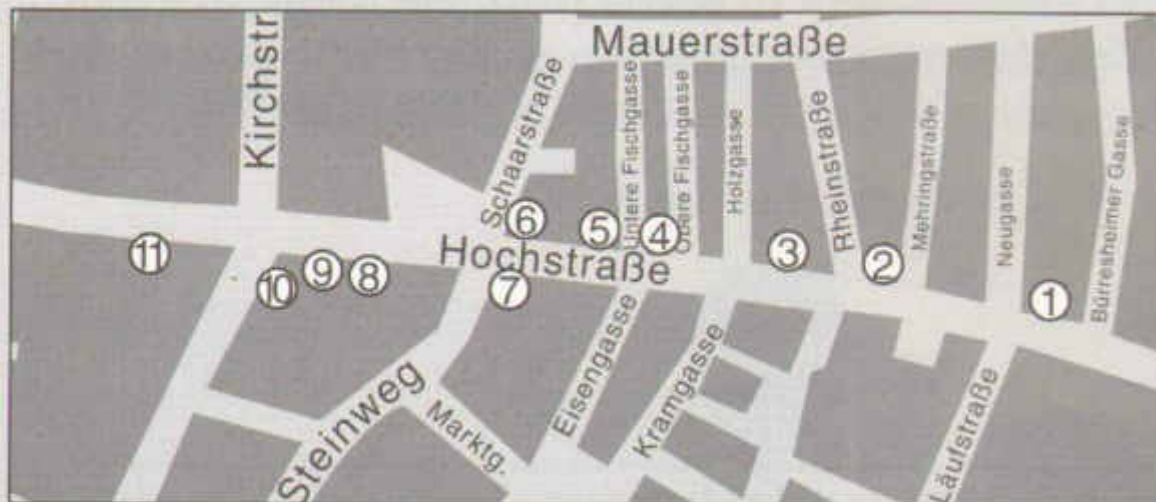 Mauerstraße
Kirchstr
Schaarstraße
Untere Fischgasse
Obere Fischgasse
Holzgasse
Rheinstraße
Mehringstraße
Neugasse
Bürresheimer Gasse
Hochstraße
11
10
9
8
7
6
5
4
3
2
1
Steinweg
Marktg.
Eisengasse
Kramgasse
Läufstraße